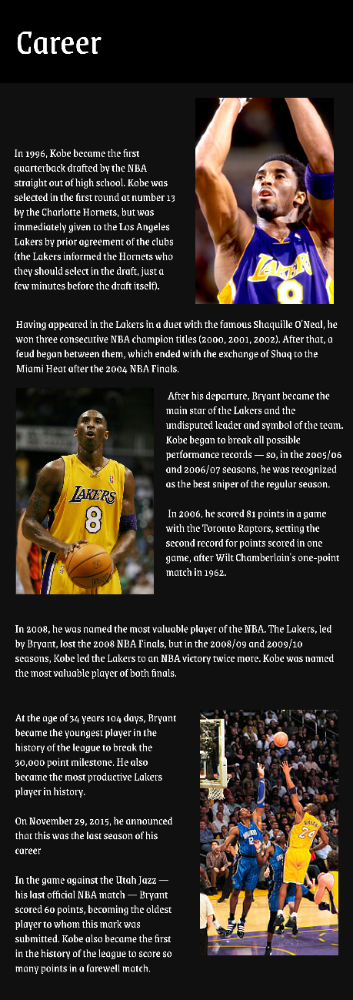 Career
In 1996, Kobe became the first
quarterback drafted by the NBA
straight out of high school. Kobe was
selected in the first round at number 13
by the Charlotte Hornets, but was
immediately given to the Los Angeles
Lakers by prior agreement of the clubs
(the Lakers informed the Hornets who
they should select in the draft, just a
few minutes before the draft itself).
LAKERS
8
Having appeared in the Lakers in a duet with the famous Shaquille O'Neal, he
won three consecutive NBA champion titles (2000, 2001, 2002). After that, a
feud began between them, which ended with the exchange of Shaq to the
Miami Heat after the 2004 NBA Finals.
LAKERS
8
After his departure, Bryant became the
main star of the Lakers and the
undisputed leader and symbol of the team.
Kobe began to break all possible
performance records — so, in the 2005/06
and 2006/07 seasons, he was recognized
as the best sniper of the regular season.
In 2006, he scored 81 points in a game
with the Toronto Raptors, setting the
second record for points scored in one
game, after Wilt Chamberlain's one-point
match in 1962.
In 2008, he was named the most valuable player of the NBA. The Lakers, led
by Bryant, lost the 2008 NBA Finals, but in the 2008/09 and 2009/10
seasons, Kobe led the Lakers to an NBA victory twice more. Kobe was named
the most valuable player of both finals.
At the age of 34 years 104 days, Bryant
became the youngest player in the
history of the league to break the
30,000 point milestone. He also
became the most productive Lakers
player in history.
On November 29, 2015, he announced
that this was the last season of his
career
In the game against the Utah Jazz —
his last official NBA match — Bryant
scored 60 points, becoming the oldest
player to whom this mark was
submitted. Kobe also became the first
in the history of the league to score so
many points in a farewell match.
BRYANT
24